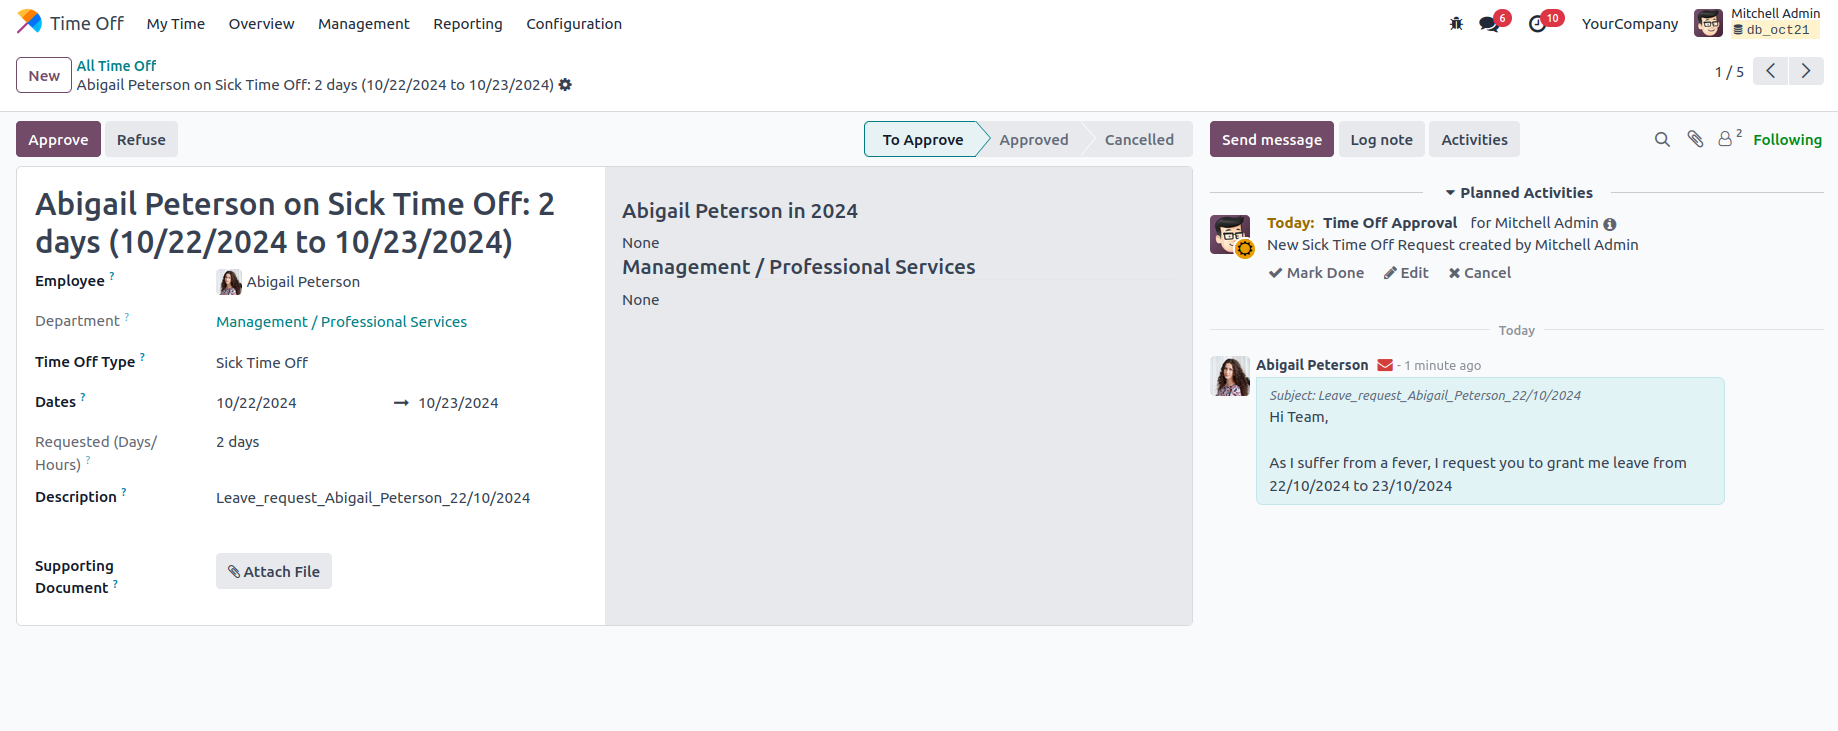 Time Off My Time Overview Management Reporting Configuration 6 10 YourCompany Mitchell Admin
db_oct21
New All Time Off
Abigail Peterson on Sick Time Off: 2 days (10/22/2024 to 10/23/2024) 1 / 5
Approve Refuse To Approve Approved Cancelled Send message Log note Activities 2 Following
Abigail Peterson on Sick Time Off: 2
days (10/22/2024 to 10/23/2024)
Employee ? Abigail Peterson
Department ? Management / Professional Services
Time Off Type ? Sick Time Off
Dates ? 10/22/2024 → 10/23/2024
Requested (Days/
Hours) ? 2 days
Description ? Leave_request_Abigail_Peterson_22/10/2024
Supporting
Document ? Attach File
Abigail Peterson in 2024
None
Management / Professional Services
None
Planned Activities
Today: Time Off Approval for Mitchell Admin
New Sick Time Off Request created by Mitchell Admin
Mark Done Edit Cancel
Today
Abigail Peterson - 1 minute ago
Subject: Leave_request_Abigail_Peterson_22/10/2024
Hi Team,
As I suffer from a fever, I request you to grant me leave from
22/10/2024 to 23/10/2024